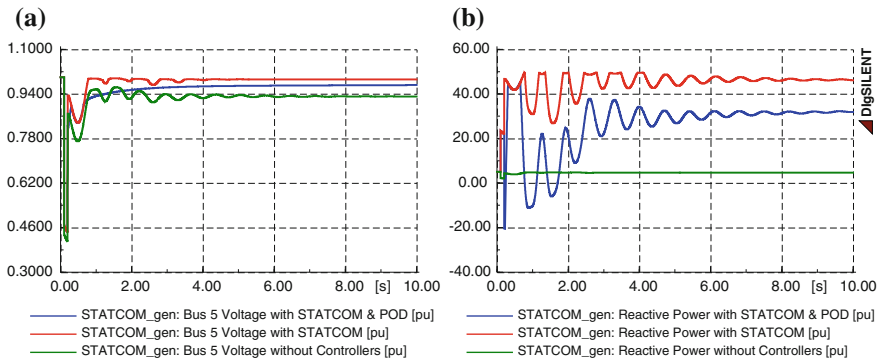 (a)
1.1000
0.9400
0.7800
0.6200
0.4600
0.3000
0.00 2.00 4.00 6.00 8.00 [s] 10.00
STATCOM_gen: Bus 5 Voltage with STATCOM & POD [pu]
STATCOM_gen: Bus 5 Voltage with STATCOM [pu]
STATCOM_gen: Bus 5 Voltage without Controllers [pu]
(b)
60.00
40.00
20.00
0.00
-20.00
-40.00
0.00 2.00 4.00 6.00 [s] 8.00 10.00
STATCOM_gen: Reactive Power with STATCOM & POD [pu]
STATCOM_gen: Reactive Power with STATCOM [pu]
STATCOM_gen: Reactive Power without Controllers [pu]
DIgSILENT